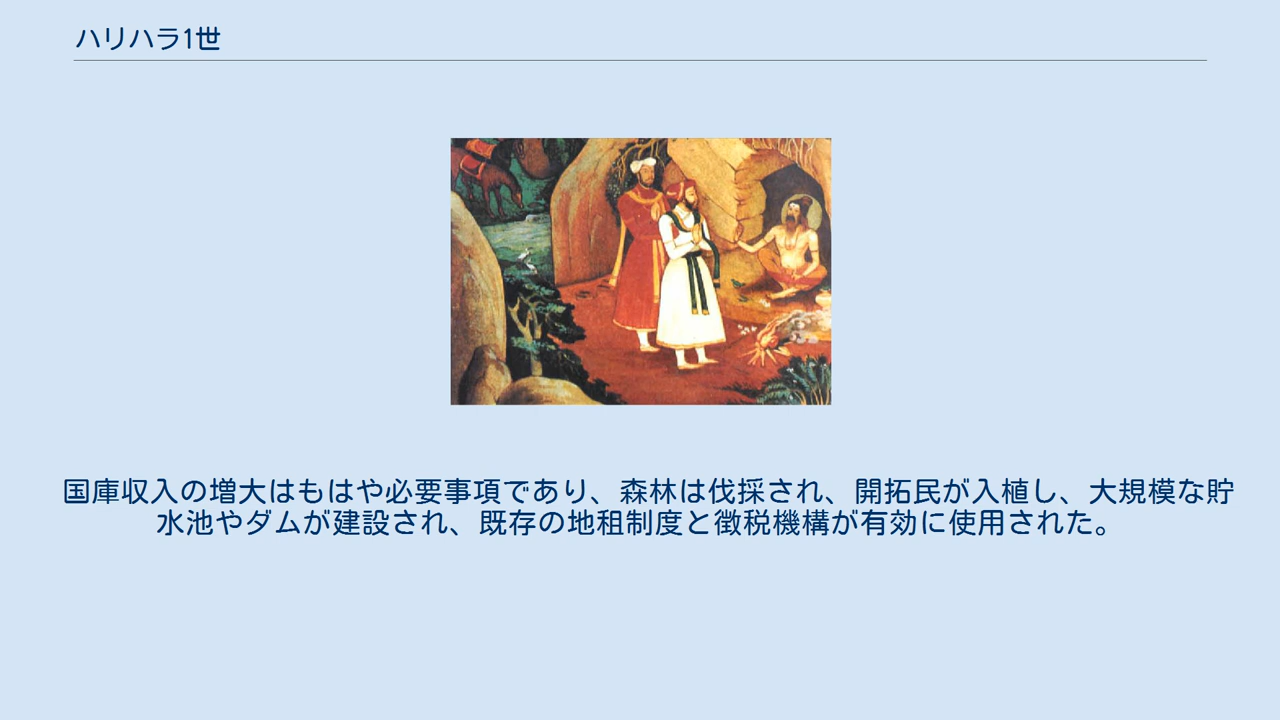 ハリハラ1世
国庫収入の増大はもはや必要事項であり、森林は伐採され、開拓民が入植し、大規模な貯
水池やダムが建設され、既存の地租制度と徴税機構が有効に使用された。